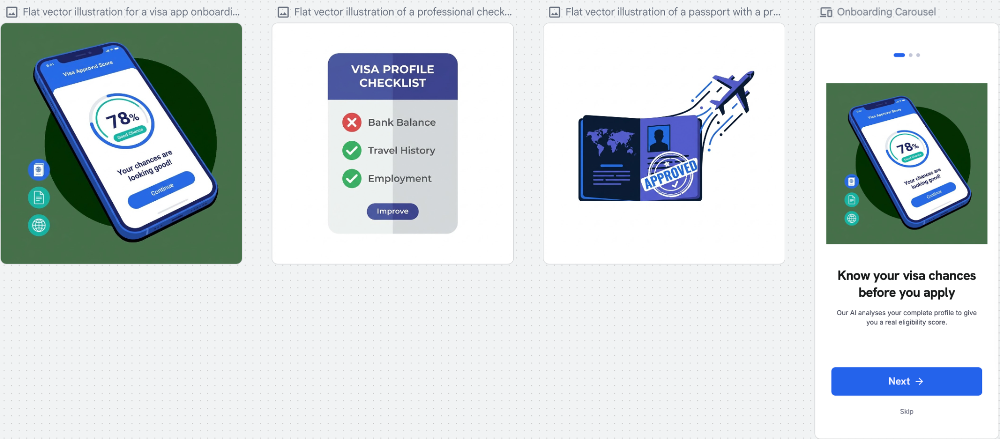 Flat vector illustration for a visa app onboardi...
9:41
Visa Approval Score
78%
Good Chance
Your chances are
looking good!
Continue
Flat vector illustration of a professional check...
VISA PROFILE
CHECKLIST
Bank Balance
Travel History
Employment
Improve
Flat vector illustration of a passport with a pr...
APPROVED
Onboarding Carousel
9:41
Visa Approval Score
78%
Good Chance
Your chances are
looking good!
Continue
Know your visa chances
before you apply
Our AI analyses your complete profile to give
you a real eligibility score.
Next →
Skip